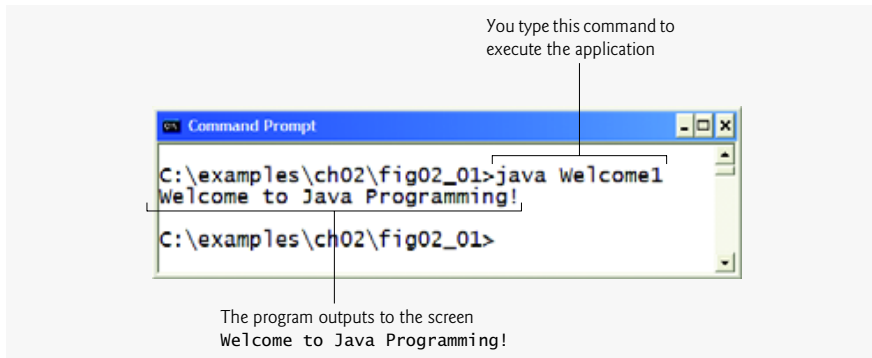 You type this command to
execute the application
Command Prompt
C:\examples\ch02\fig02_01>java Welcome1
Welcome to Java Programming!
C:\examples\ch02\fig02_01>
The program outputs to the screen
Welcome to Java Programming!